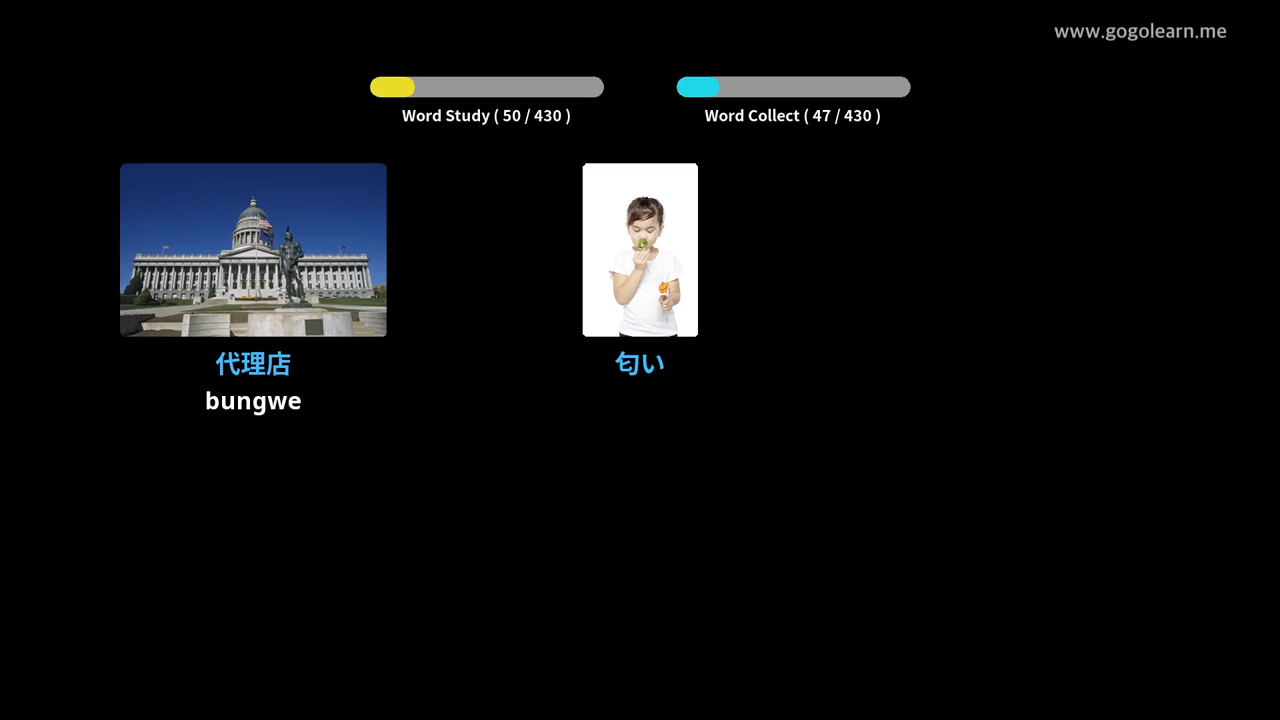 www.gogolearn.me
Word Study ( 50 / 430 )
Word Collect ( 47 / 430 )
代理店
bungwe
匂い